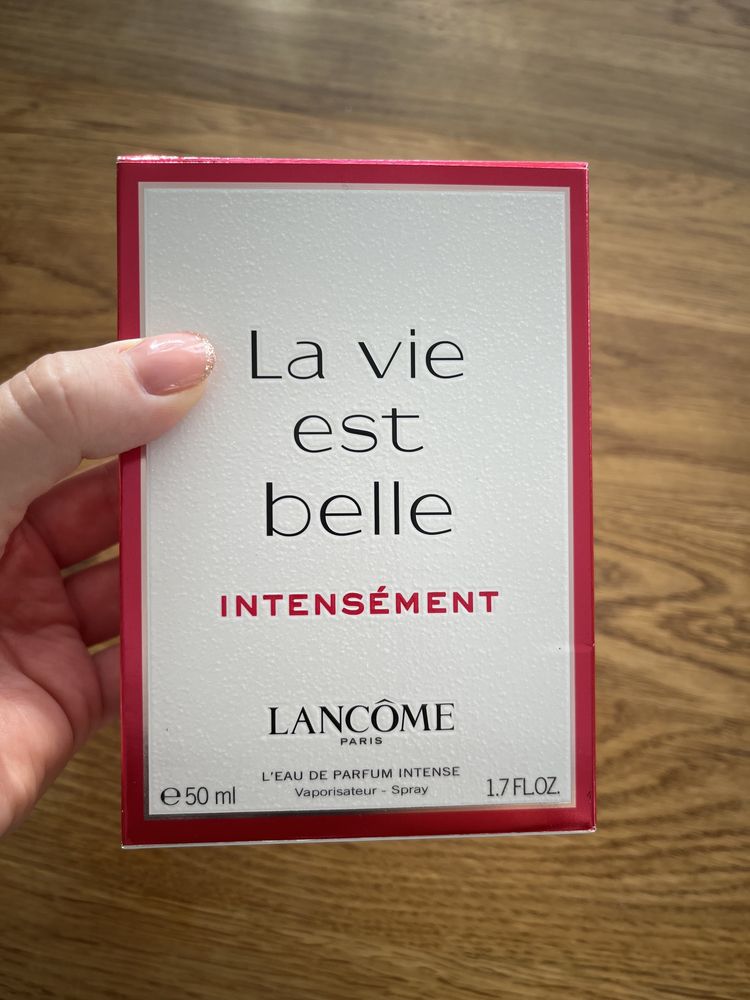 La vie
est
belle
INTENSÉMENT
LANCÔME
PARIS
L'EAU DE PARFUM INTENSE
Vaporisateur - Spray
℮ 50 ml
1.7 FL.OZ.